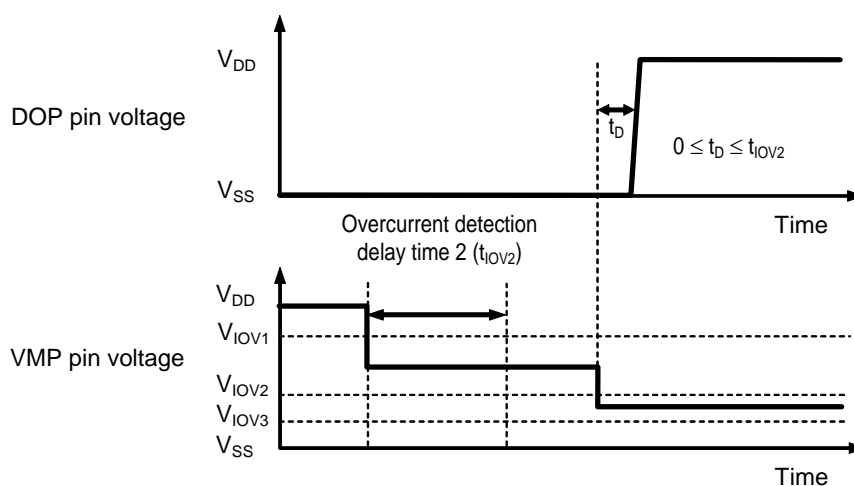 V_DD
DOP pin voltage
t_D
0 ≤ t_D ≤ t_IOV2
V_SS
Time
Overcurrent detection
delay time 2 (t_IOV2)
V_DD
V_IOV1
VMP pin voltage
V_IOV2
V_IOV3
V_SS
Time